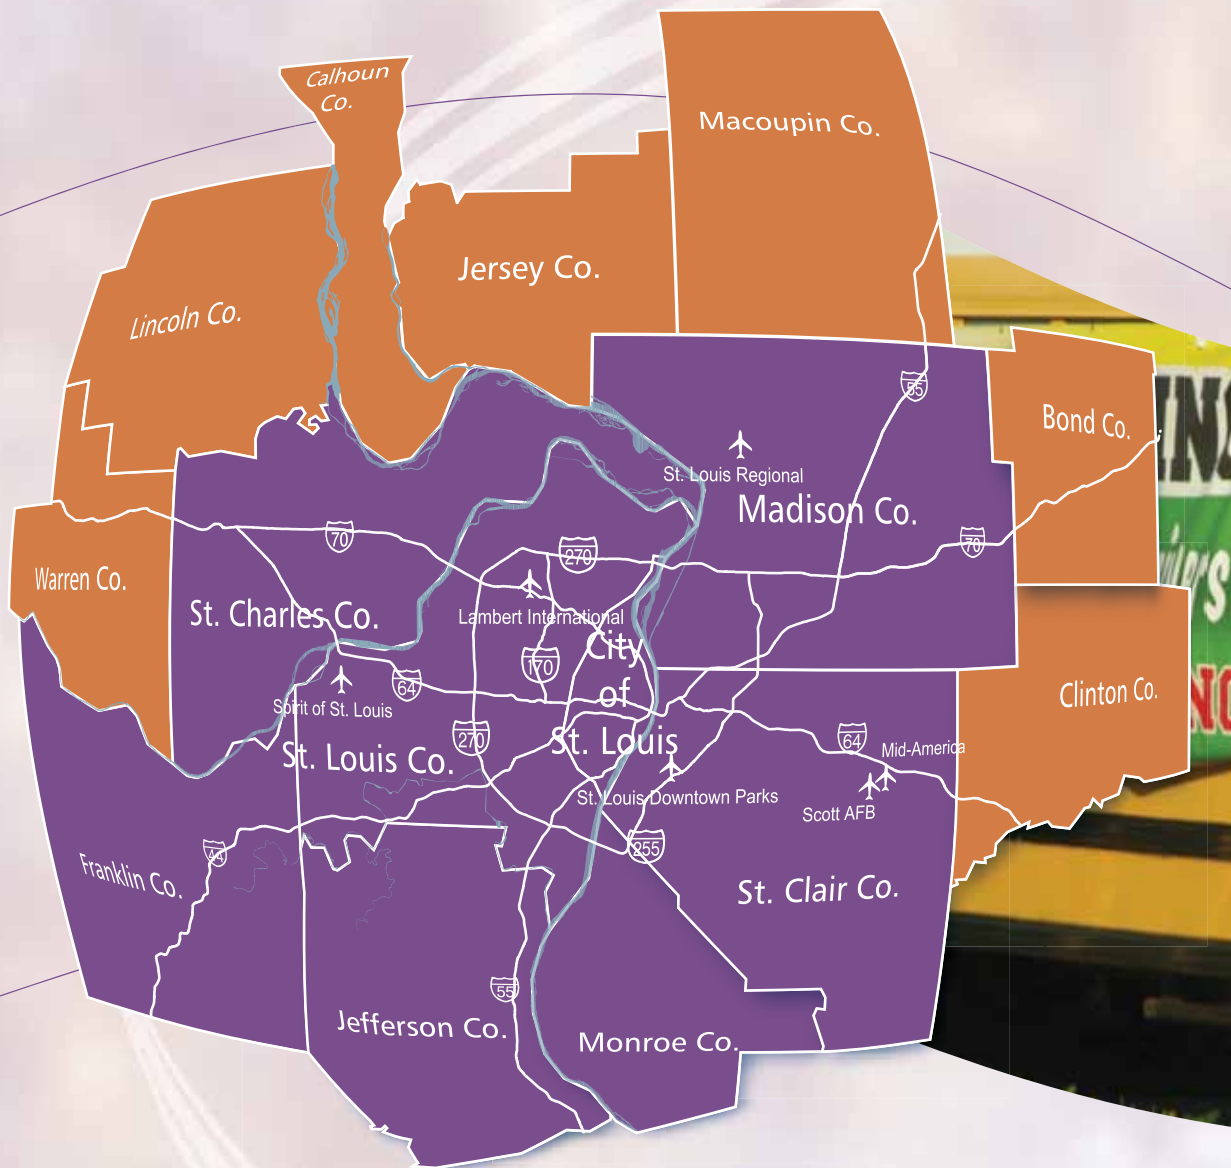 Calhoun
Co.
Macoupin Co.
Jersey Co.
Lincoln Co.
55
Bond Co.
St. Louis Regional
Madison Co.
70
270
70
Warren Co.
St. Charles Co.
Lambert International
City
of
St. Louis
170
64
Spirit of St. Louis
Clinton Co.
270
St. Louis Co.
64
Mid-America
St. Louis Downtown Parks
Scott AFB
44
255
Franklin Co.
St. Clair Co.
55
Jefferson Co.
Monroe Co.